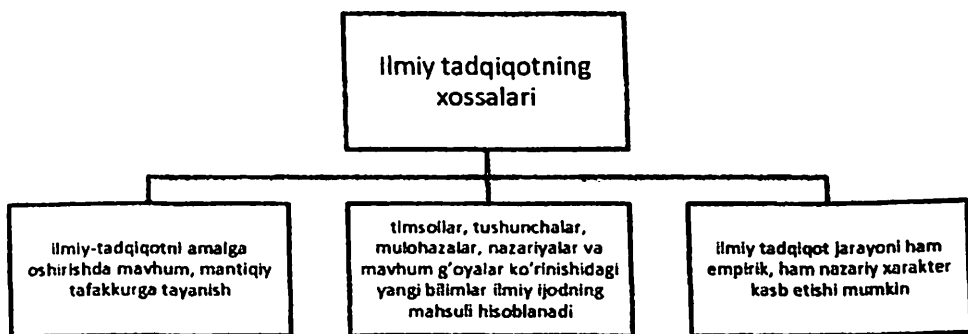 Ilmiy tadqiqotning
xossalari
ilmiy-tadqiqotni amalga
oshirishda mavhum, mantiqiy
tafakkurga tayanish
timsollar, tushunchalar,
mulohazalar, nazariyalar va
mavhum g'oyalar ko'rinishidagi
yangi bilimlar ilmiy ijodning
mahsuli hisoblanadi
ilmiy tadqiqot jarayoni ham
empirik, ham nazariy xarakter
kasb etishi mumkin